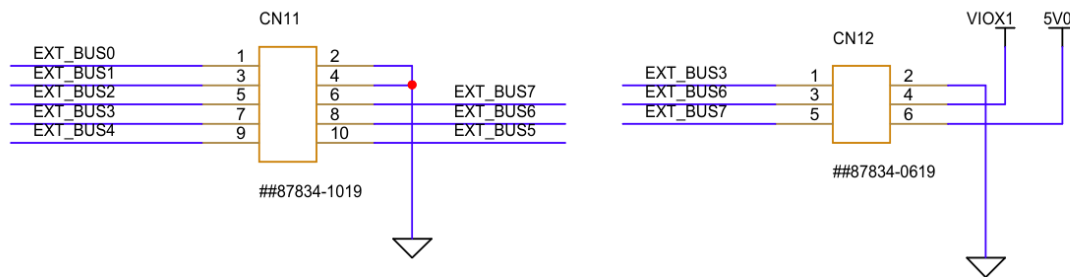 CN11
EXT_BUS0 1 2
EXT_BUS1 3 4
EXT_BUS2 5 6 EXT_BUS7
EXT_BUS3 7 8 EXT_BUS6
EXT_BUS4 9 10 EXT_BUS5
##87834-1019
VIOX1 5V0
CN12
EXT_BUS3 1 2
EXT_BUS6 3 4
EXT_BUS7 5 6
##87834-0619